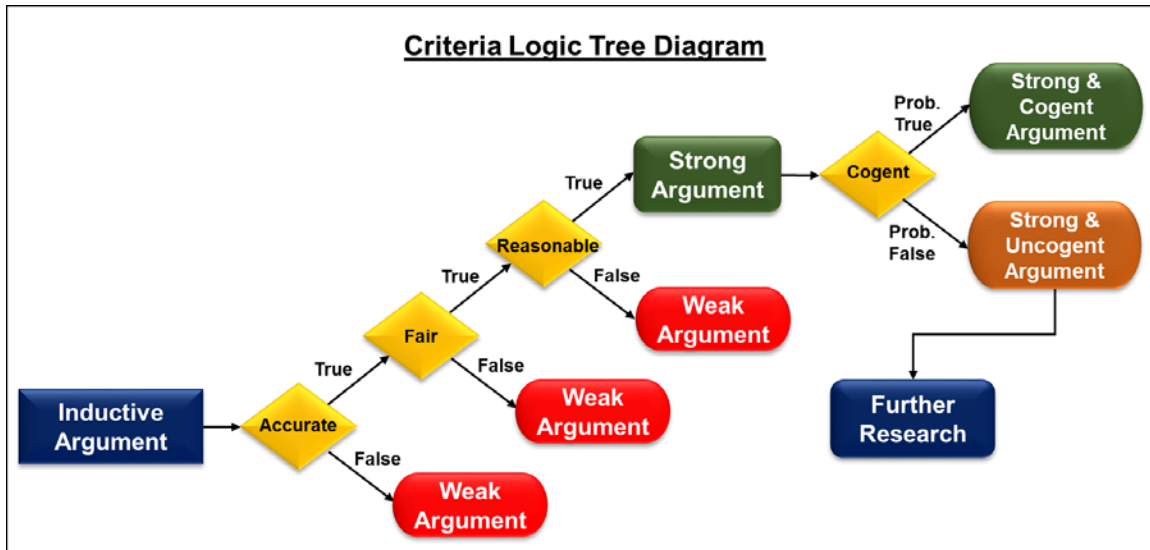 Criteria Logic Tree Diagram
Inductive
Argument
Accurate
True
False
Weak
Argument
Fair
True
False
Weak
Argument
Reasonable
True
False
Weak
Argument
Strong
Argument
Cogent
Prob.
True
Strong &
Cogent
Argument
Prob.
False
Strong &
Uncogent
Argument
Further
Research